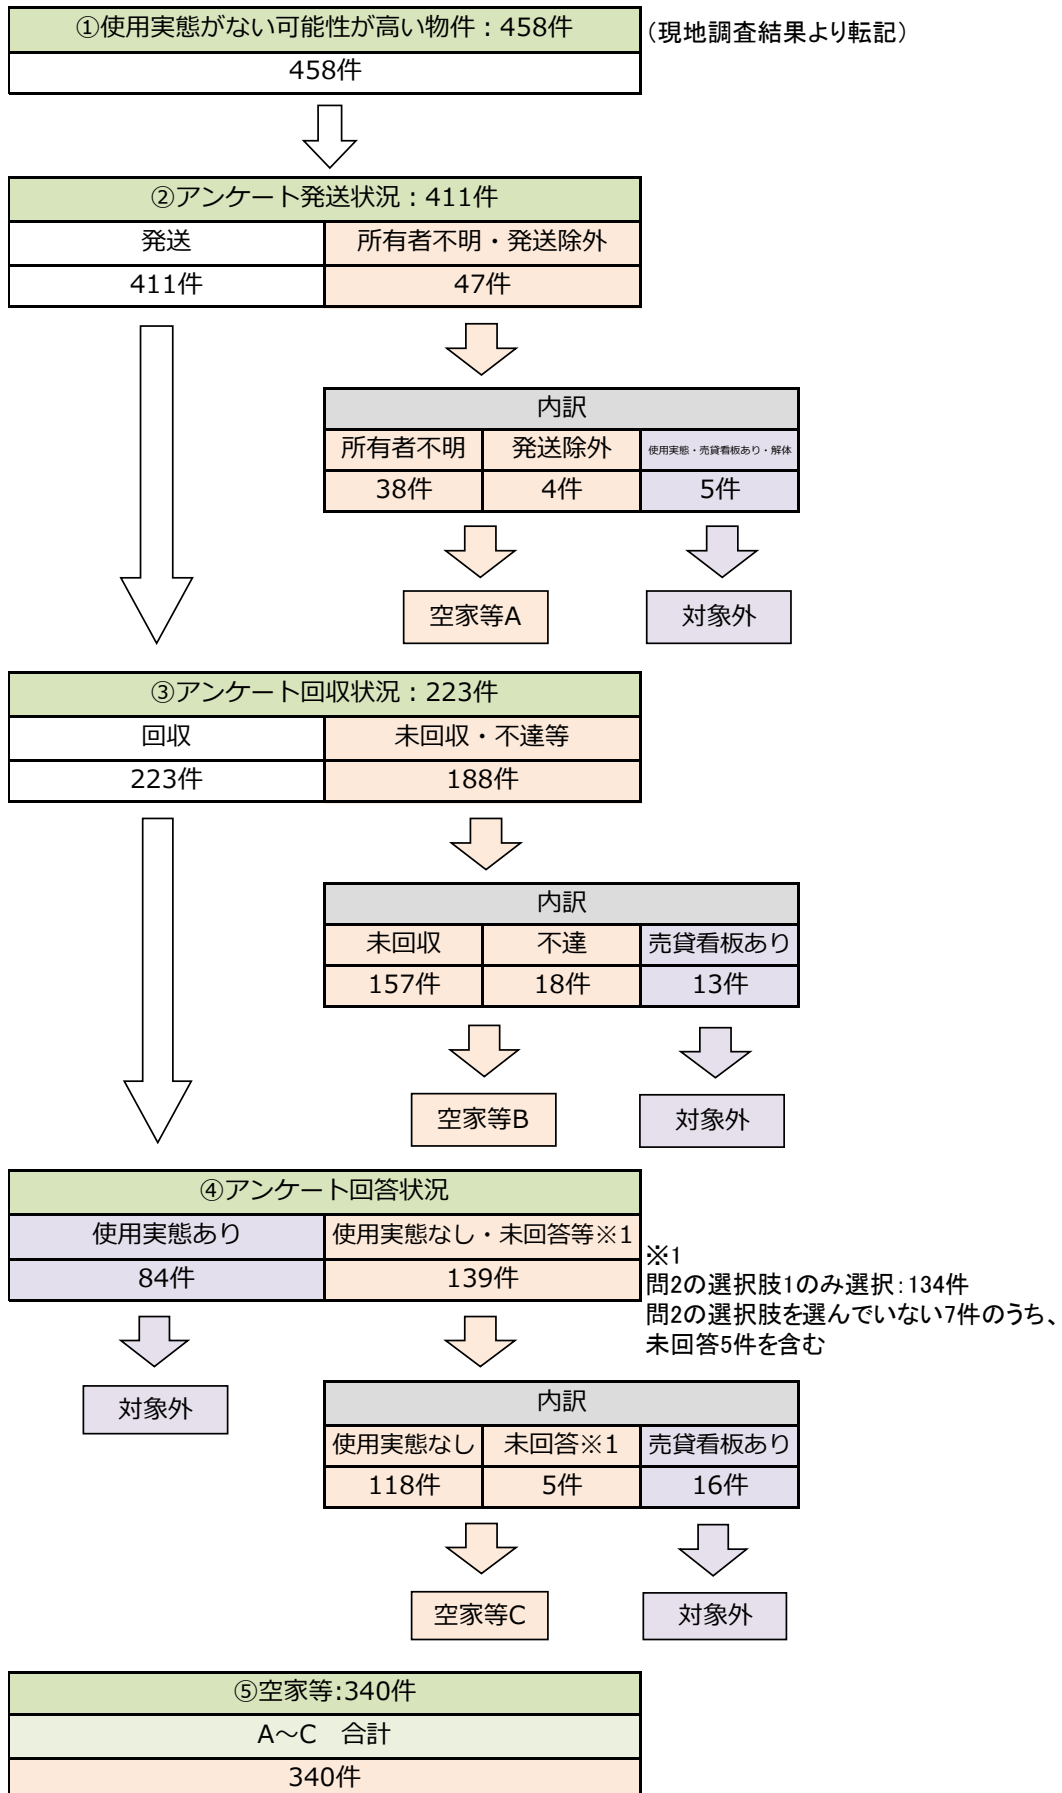 ①使用実態がない可能性が高い物件：458件
（現地調査結果より転記）
458件
②アンケート発送状況：411件
発送 所有者不明・発送除外
411件 47件
内訳
所有者不明 発送除外 使用実態・売貸看板あり・解体
38件 4件 5件
空家等A 対象外
③アンケート回収状況：223件
回収 未回収・不達等
223件 188件
内訳
未回収 不達 売貸看板あり
157件 18件 13件
空家等B 対象外
④アンケート回答状況
使用実態あり 使用実態なし・未回答等※1
84件 139件
※1
問2の選択肢1のみ選択：134件
問2の選択肢を選んでいない7件のうち、
未回答5件を含む
対象外
内訳
使用実態なし 未回答※1 売貸看板あり
118件 5件 16件
空家等C 対象外
⑤空家等:340件
A～C　合計
340件